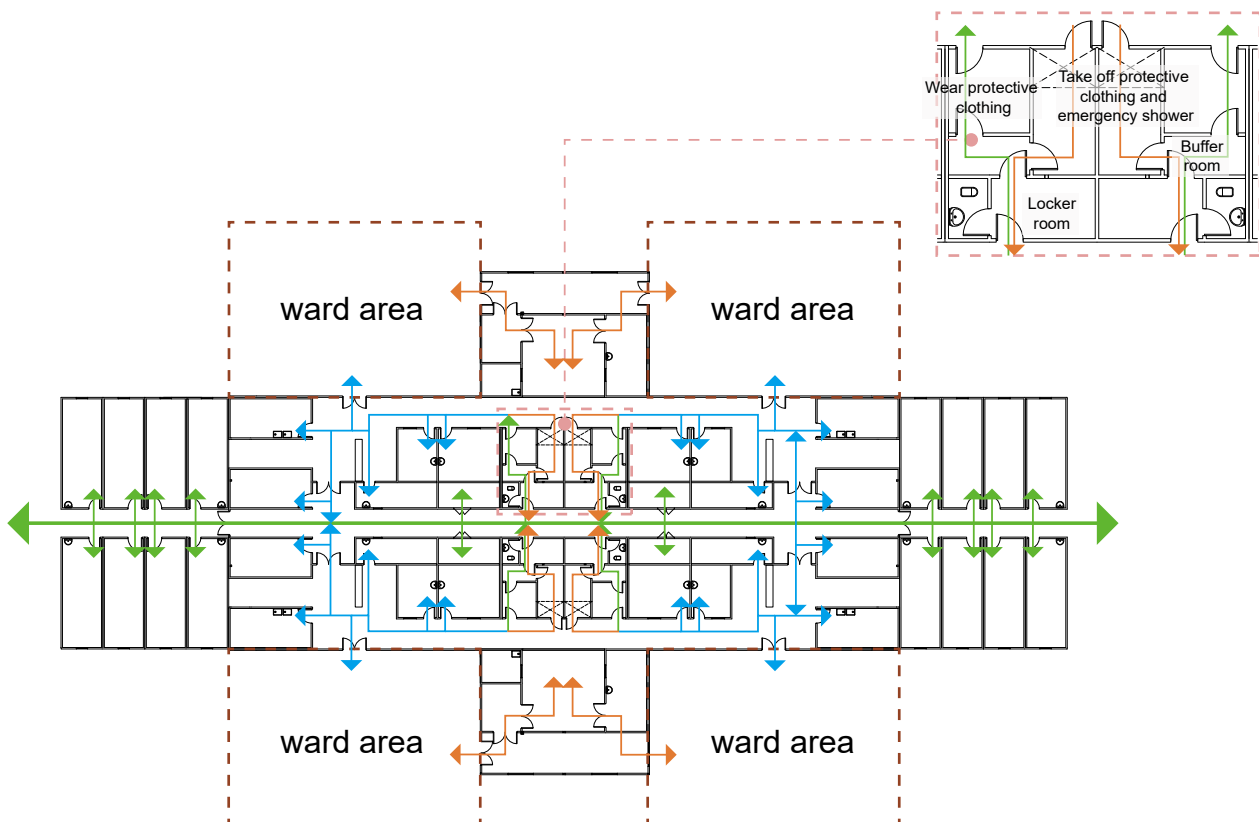 Wear protective
clothing
Take off protective
clothing and
emergency shower
Buffer
room
Locker
room
ward area
ward area
ward area
ward area